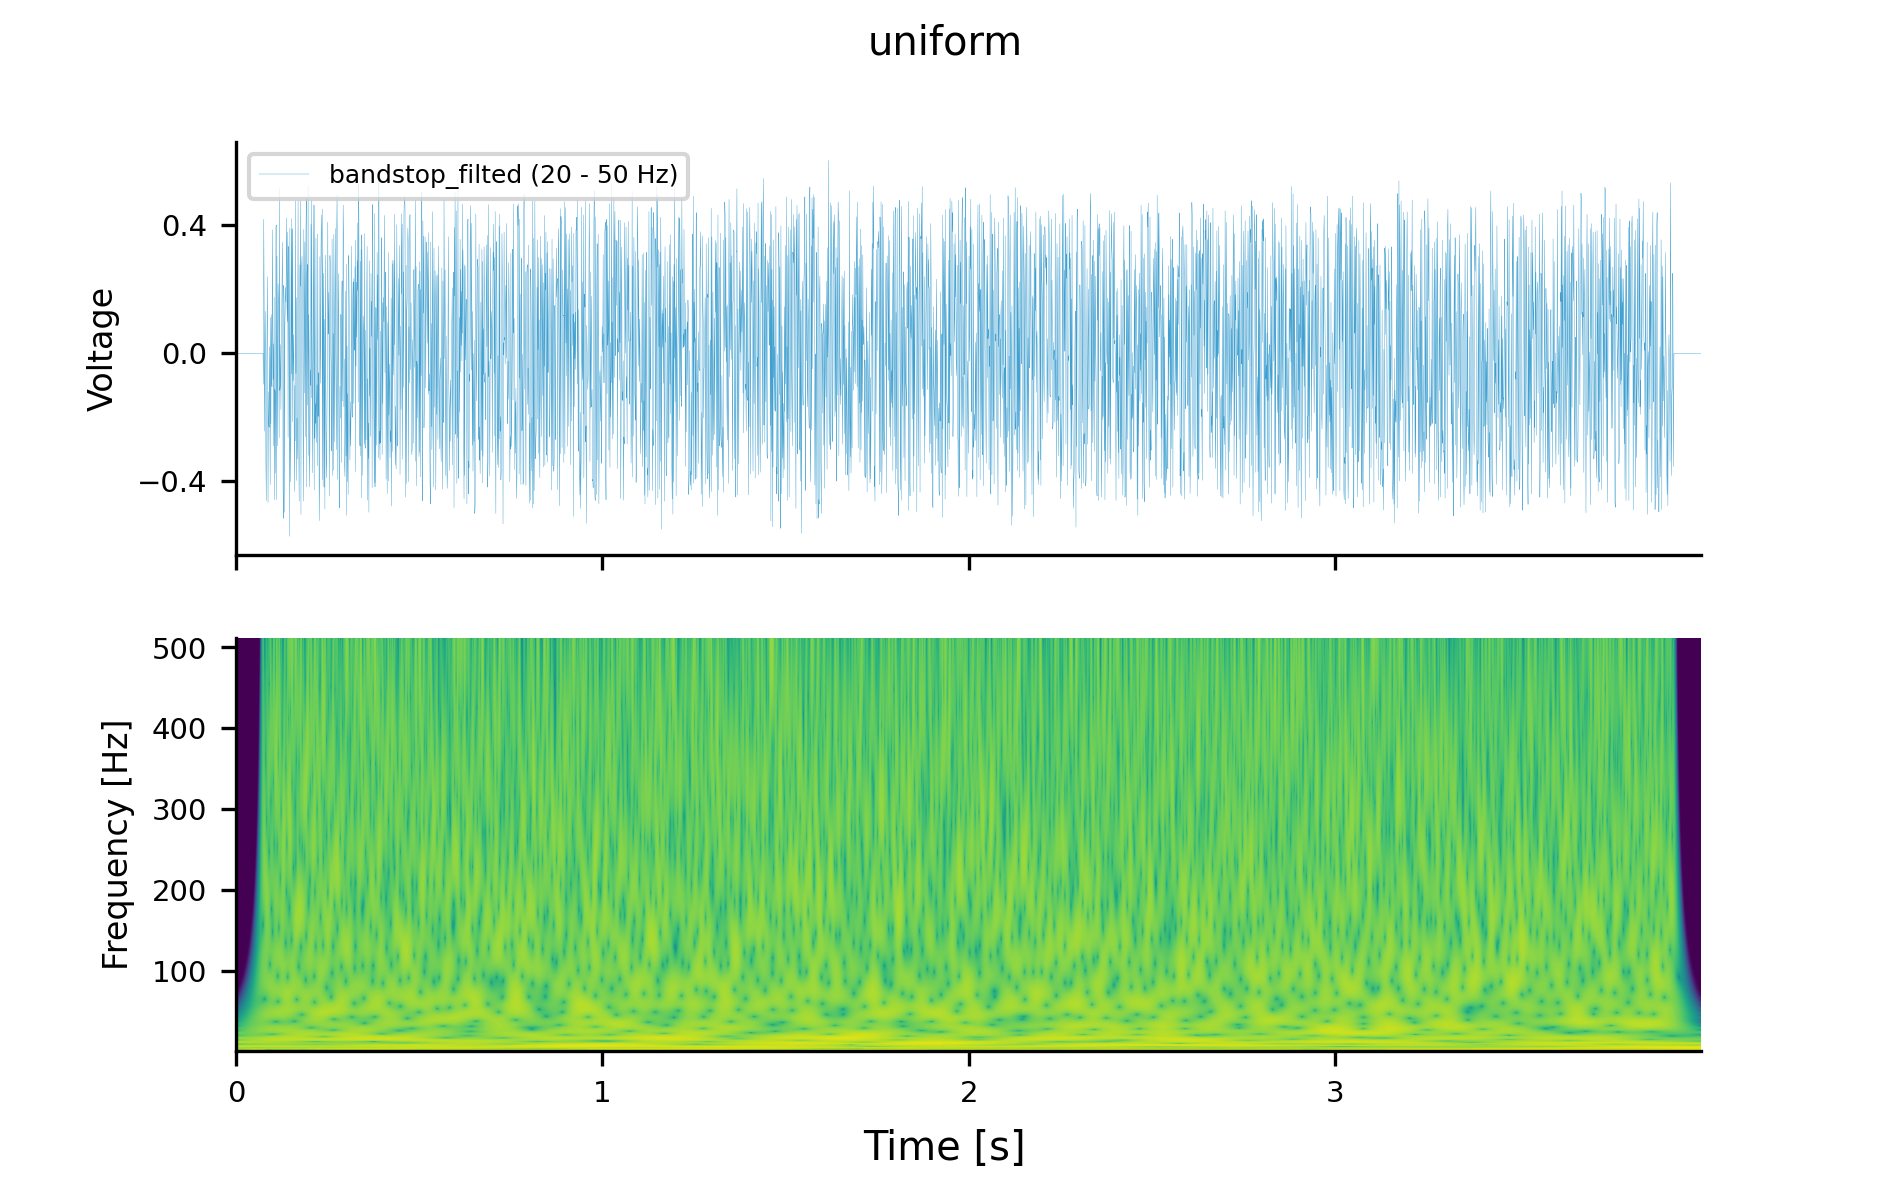 uniform
bandstop_filted (20 - 50 Hz)
0.4
0.0
−0.4
Voltage
500
400
300
200
100
Frequency [Hz]
0 1 2 3
Time [s]